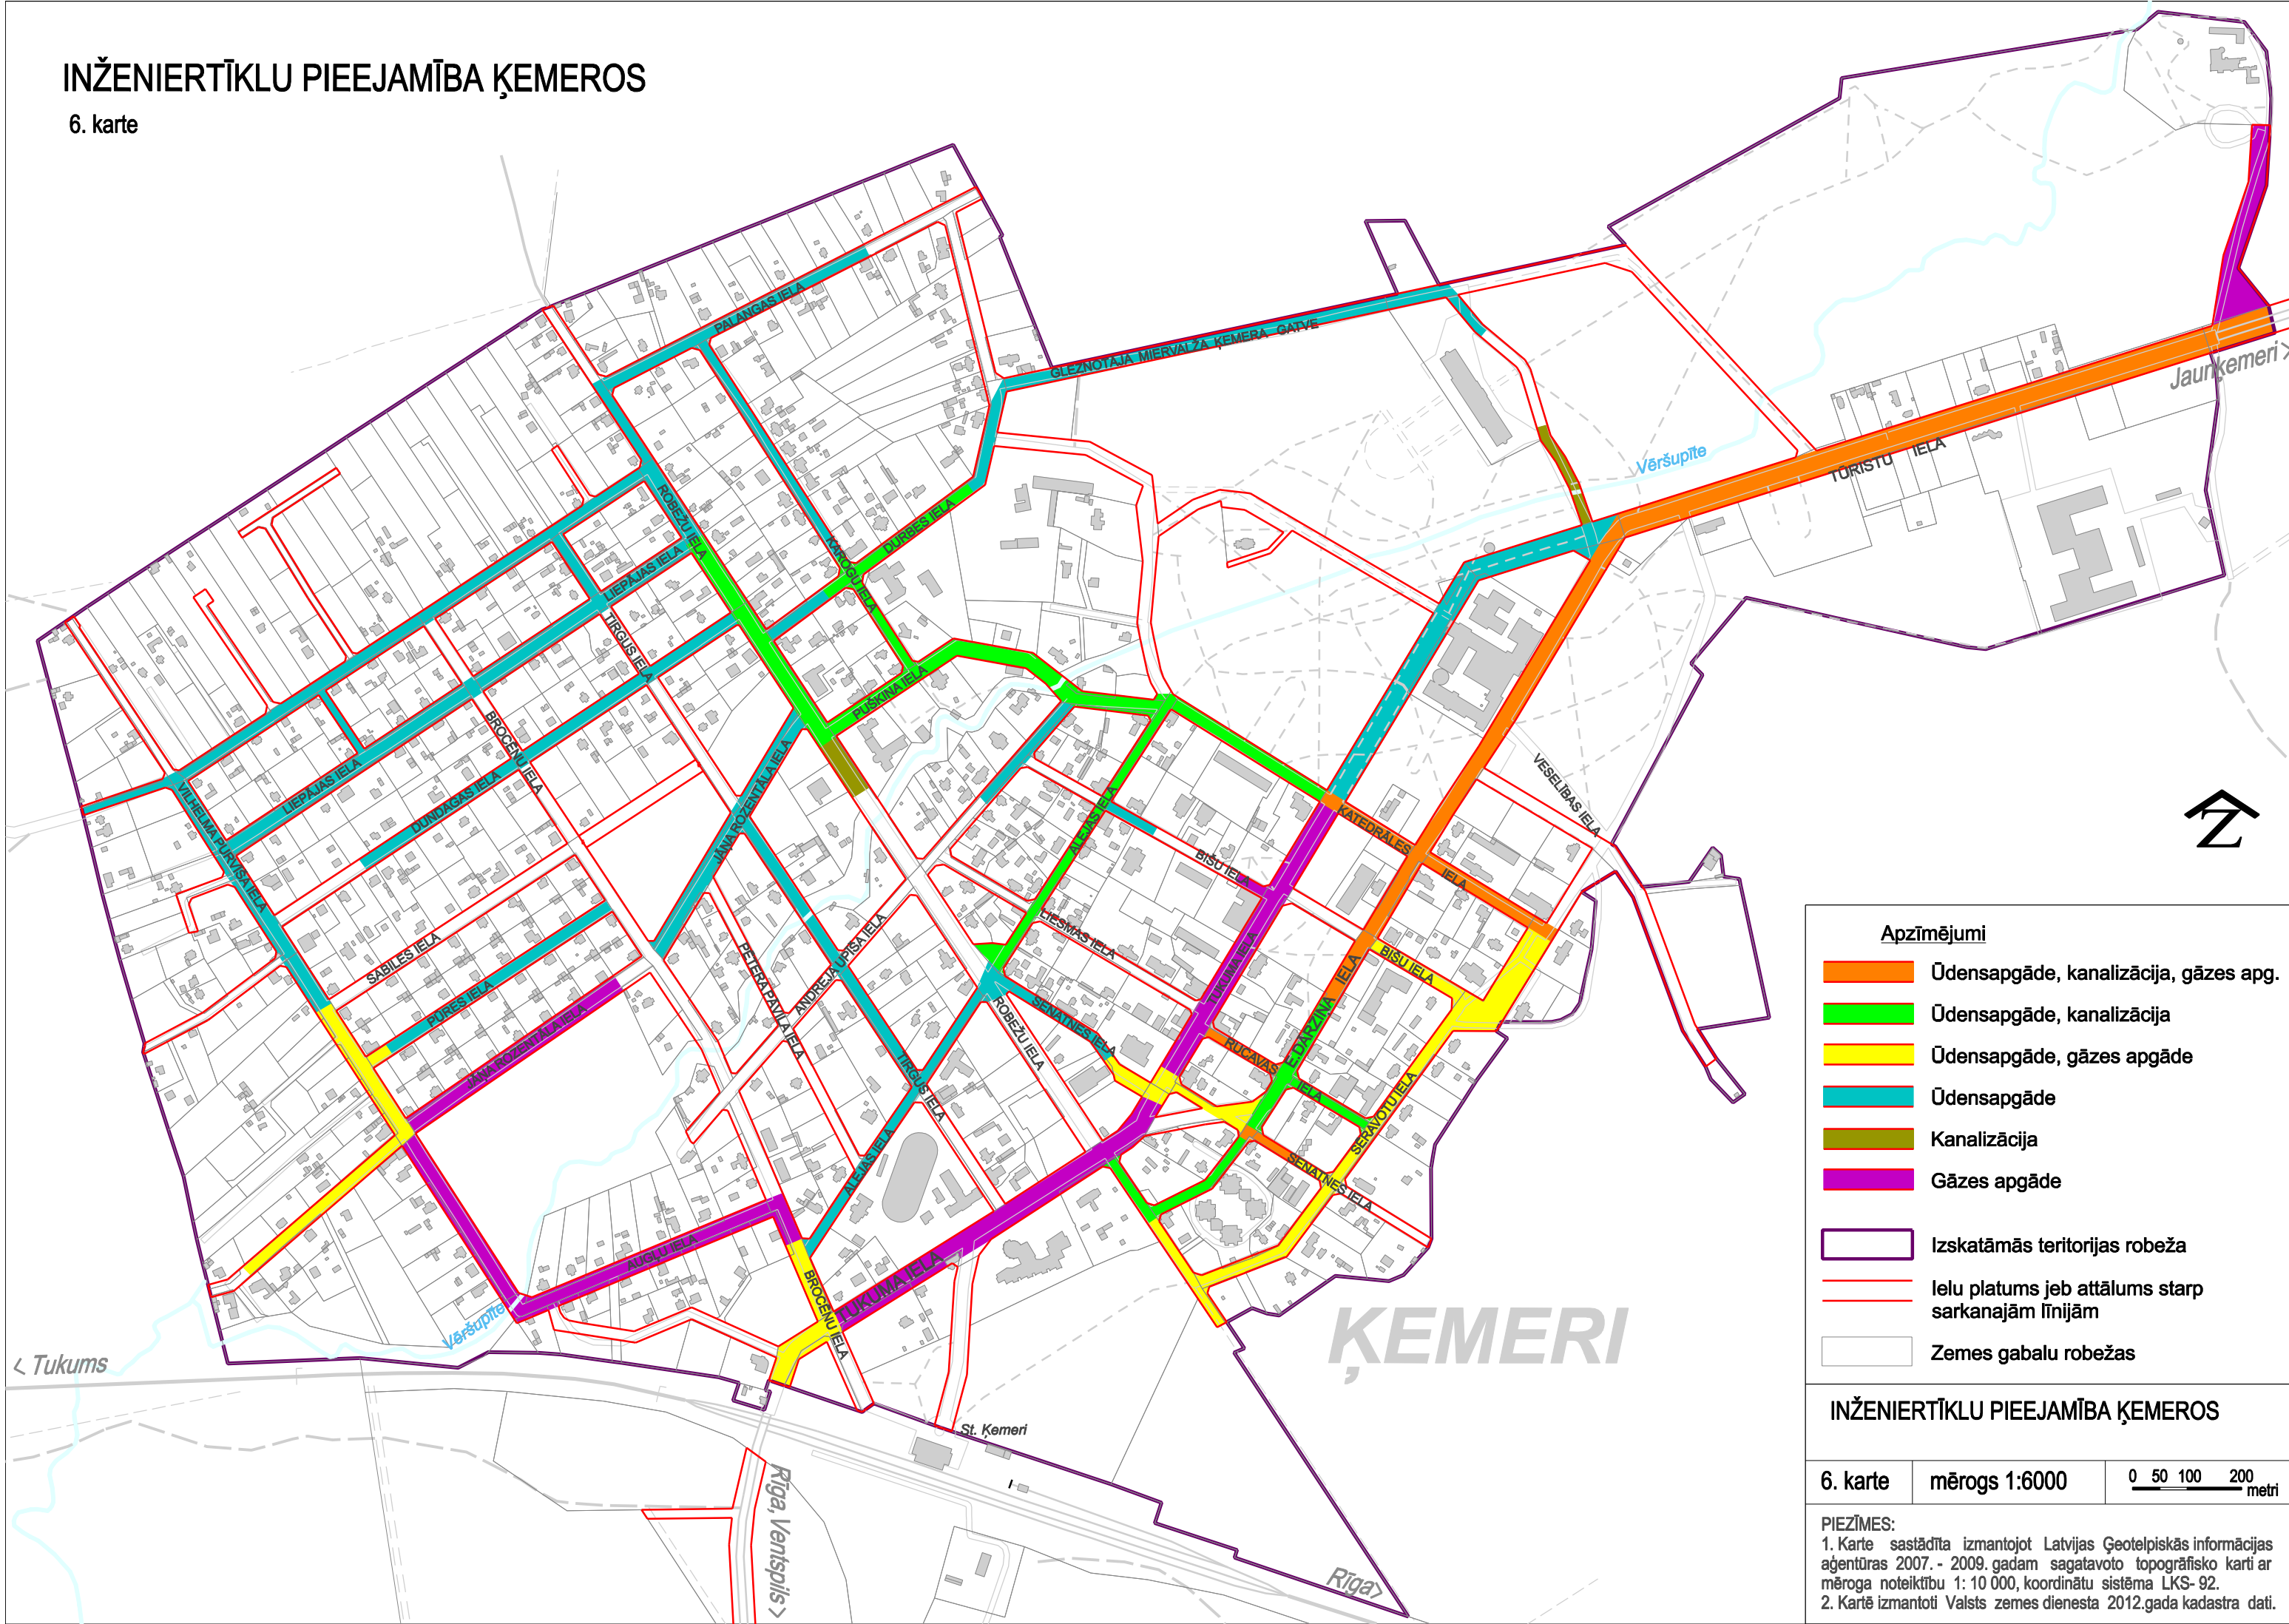 INŽENIERTĪKLU PIEEJAMĪBA ĶEMEROS
6. karte
PALANGAS IELA
GLEZNOTĀJA MIERVALŽA ĶEMERA GATVE
Jaunķemeri >
TŪRISTU IELA
Vēršupīte
ROBEŽU IELA
DURBES IELA
KAROGU IELA
LIEPĀJAS IELA
TIRGUS IELA
PUŠKINA IELA
BROCĒNU IELA
LIEPĀJAS IELA
DUNDAGAS IELA
VILHELMA PURVĪŠA IELA
JĀŅA ROZENTĀLA IELA
ALEJAS IELA
BIŠU IELA
KATEDRĀLES IELA
VESELĪBAS IELA
SABILES IELA
PŪRES IELA
JĀŅA ROZENTĀLA IELA
PĒTERA PĀVILA IELA
ANDREJA UPĪŠA IELA
LIESMAS IELA
TUKUMA IELA
BIŠU IELA
E.DĀRZIŅA IELA
ROBEŽU IELA
SENATNES IELA
RUCAVAS IELA
SĒRAVOTU IELA
TIRGUS IELA
ALEJAS IELA
SENATNES IELA
AUGĻU IELA
BROCĒNU IELA
TUKUMA IELA
Vēršupīte
ĶEMERI
< Tukums
St. Ķemeri
Rīga, Ventspils >
Rīga>
Apzīmējumi
Ūdensapgāde, kanalizācija, gāzes apg.
Ūdensapgāde, kanalizācija
Ūdensapgāde, gāzes apgāde
Ūdensapgāde
Kanalizācija
Gāzes apgāde
Izskatāmās teritorijas robeža
Ielu platums jeb attālums starp
sarkanajām līnijām
Zemes gabalu robežas
INŽENIERTĪKLU PIEEJAMĪBA ĶEMEROS
6. karte mērogs 1:6000 0 50 100 200
metri
PIEZĪMES:
1. Karte sastādīta izmantojot Latvijas Ģeotelpiskās informācijas
aģentūras 2007. - 2009. gadam sagatavoto topogrāfisko karti ar
mēroga noteiktību 1: 10 000, koordinātu sistēma LKS- 92.
2. Kartē izmantoti Valsts zemes dienesta 2012.gada kadastra dati.